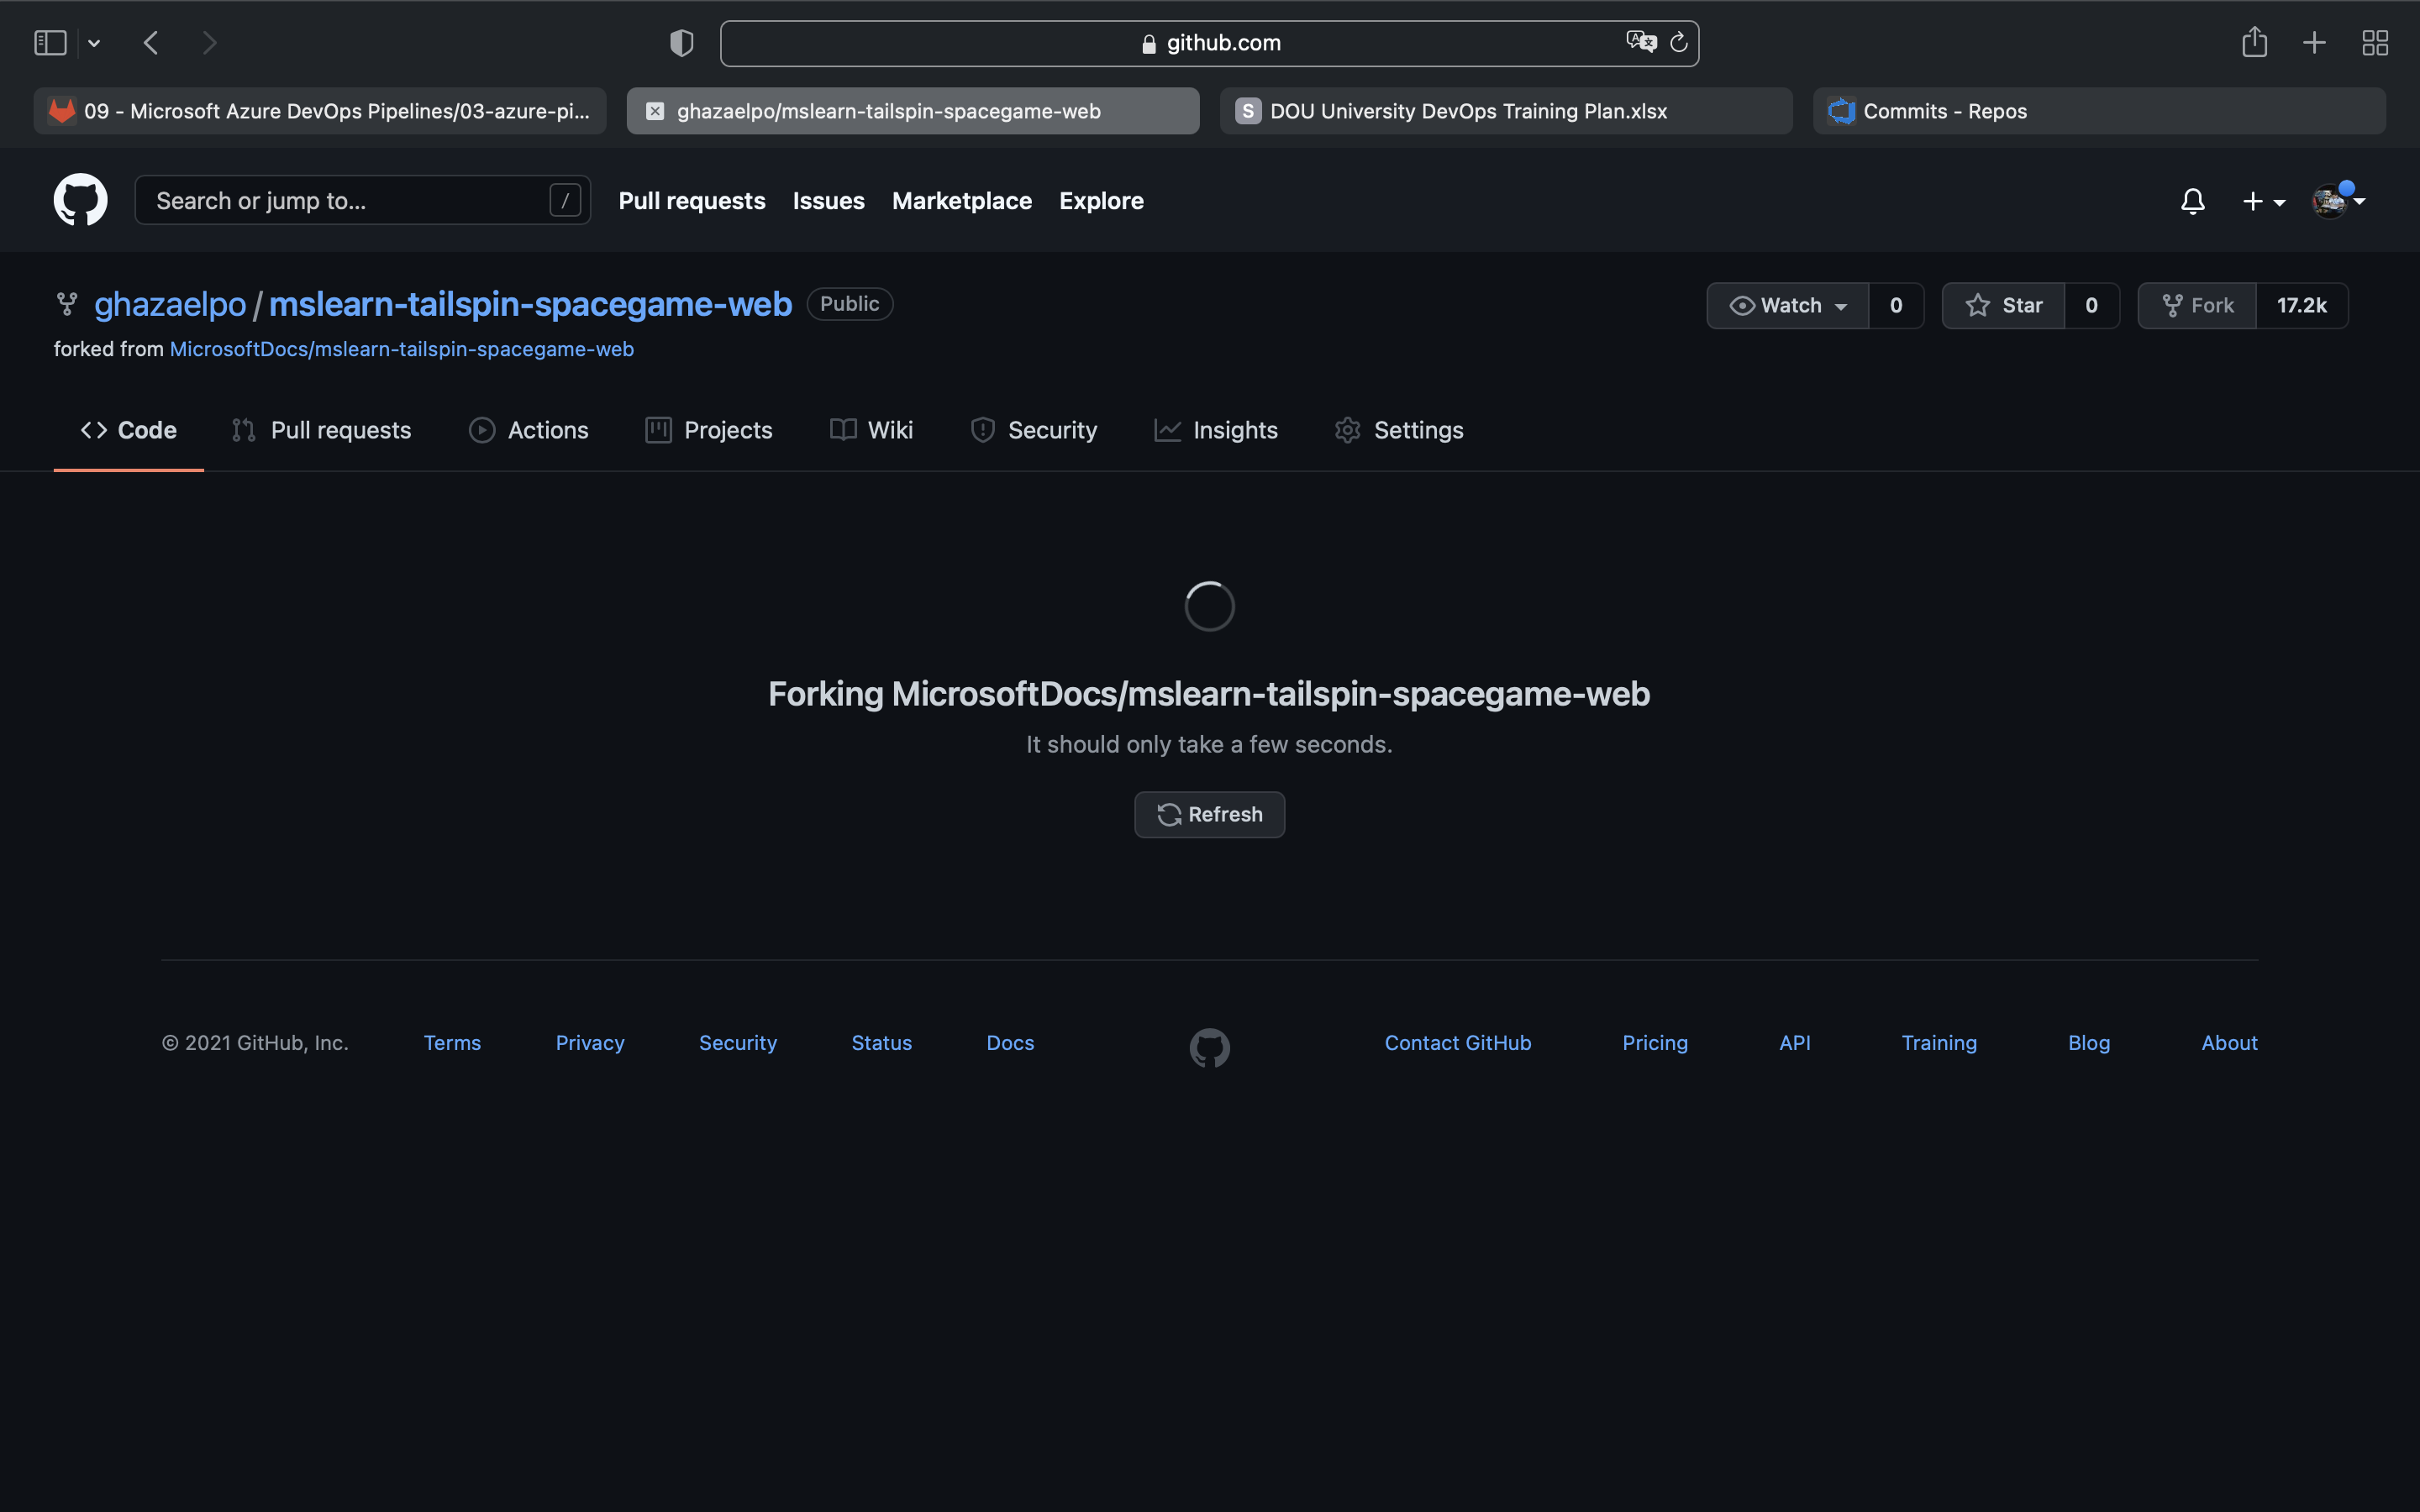 github.com
09 - Microsoft Azure DevOps Pipelines/03-azure-pi...
ghazaelpo/mslearn-tailspin-spacegame-web
S DOU University DevOps Training Plan.xlsx
Commits - Repos
Search or jump to... /
Pull requests Issues Marketplace Explore
ghazaelpo / mslearn-tailspin-spacegame-web Public
Watch 0 Star 0 Fork 17.2k
forked from MicrosoftDocs/mslearn-tailspin-spacegame-web
Code Pull requests Actions Projects Wiki Security Insights Settings
Forking MicrosoftDocs/mslearn-tailspin-spacegame-web
It should only take a few seconds.
Refresh
© 2021 GitHub, Inc. Terms Privacy Security Status Docs Contact GitHub Pricing API Training Blog About